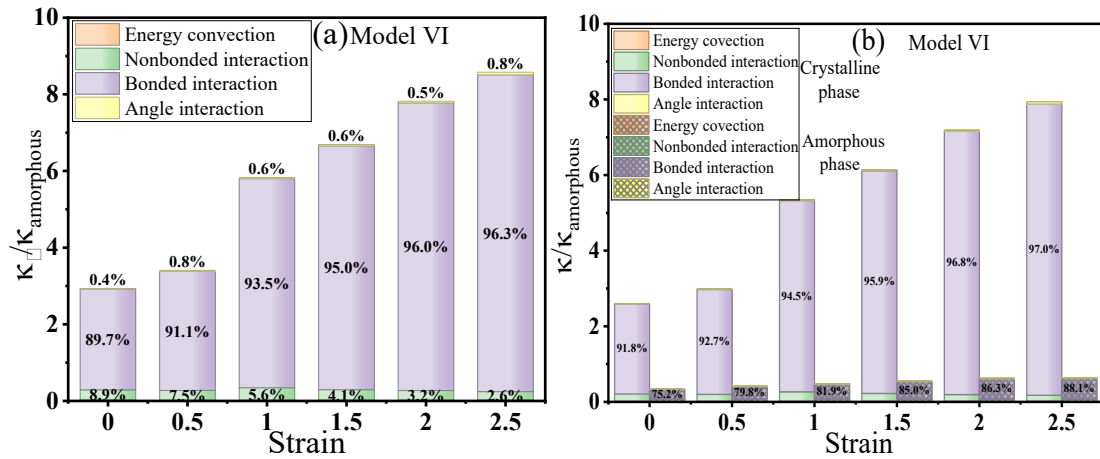 10
8
6
4
2
0
κ□/κamorphous
Energy convection
Nonbonded interaction
Bonded interaction
Angle interaction
(a) Model VI
0.4%
0.8%
0.6%
0.6%
0.5%
0.8%
89.7%
91.1%
93.5%
95.0%
96.0%
96.3%
8.9%
7.5%
5.6%
4.1%
3.2%
2.6%
0 0.5 1 1.5 2 2.5
Strain
10
8
6
4
2
0
κ/κamorphous
Energy covection
Nonbonded interaction
Bonded interaction
Angle interaction
Energy covection
Nonbonded interaction
Bonded interaction
Angle interaction
Model VI (b)
Crystalline
phase
Amorphous
phase
91.8%
92.7%
94.5%
95.9%
96.8%
97.0%
75.2%
79.8%
81.9%
85.0%
86.3%
88.1%
0 0.5 1 1.5 2 2.5
Strain